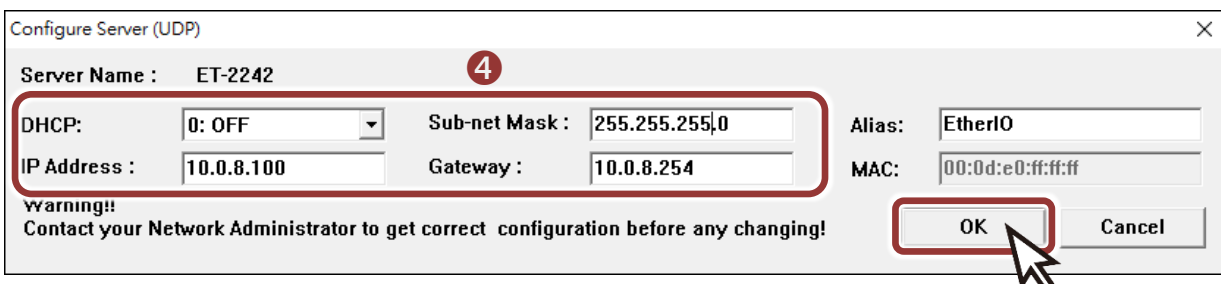 Configure Server (UDP)
Server Name : ET-2242
4
DHCP: 0: OFF Sub-net Mask : 255.255.255.0 Alias: EtherIO
IP Address : 10.0.8.100 Gateway : 10.0.8.254 MAC: 00:0d:e0:ff:ff:ff
Warning!!
Contact your Network Administrator to get correct configuration before any changing!
OK Cancel